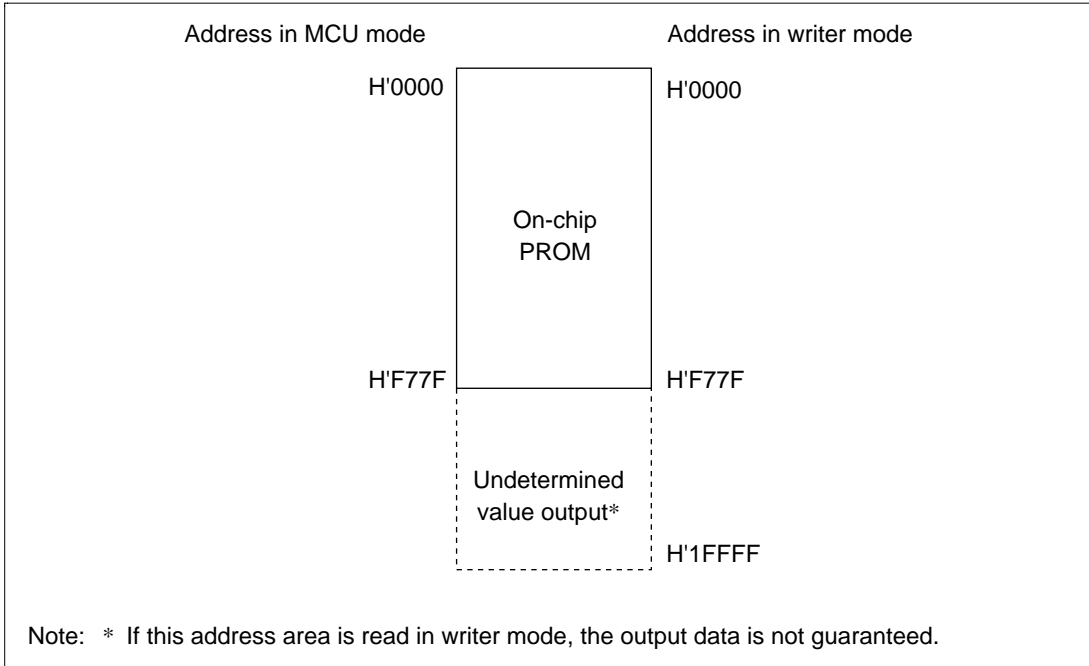 Address in MCU mode
Address in writer mode
H'0000
H'0000
On-chip
PROM
H'F77F
H'F77F
Undetermined
value output*
H'1FFFF
Note: * If this address area is read in writer mode, the output data is not guaranteed.